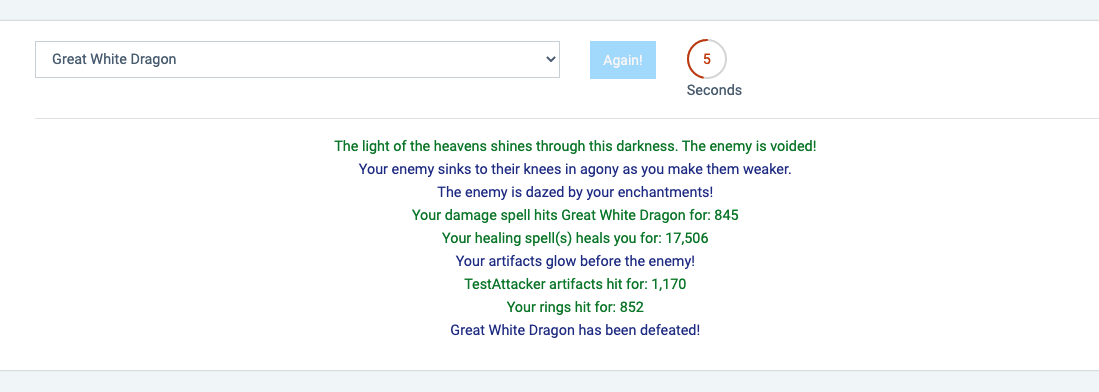 Great White Dragon
Again!
5
Seconds
The light of the heavens shines through this darkness. The enemy is voided!
Your enemy sinks to their knees in agony as you make them weaker.
The enemy is dazed by your enchantments!
Your damage spell hits Great White Dragon for: 845
Your healing spell(s) heals you for: 17,506
Your artifacts glow before the enemy!
TestAttacker artifacts hit for: 1,170
Your rings hit for: 852
Great White Dragon has been defeated!